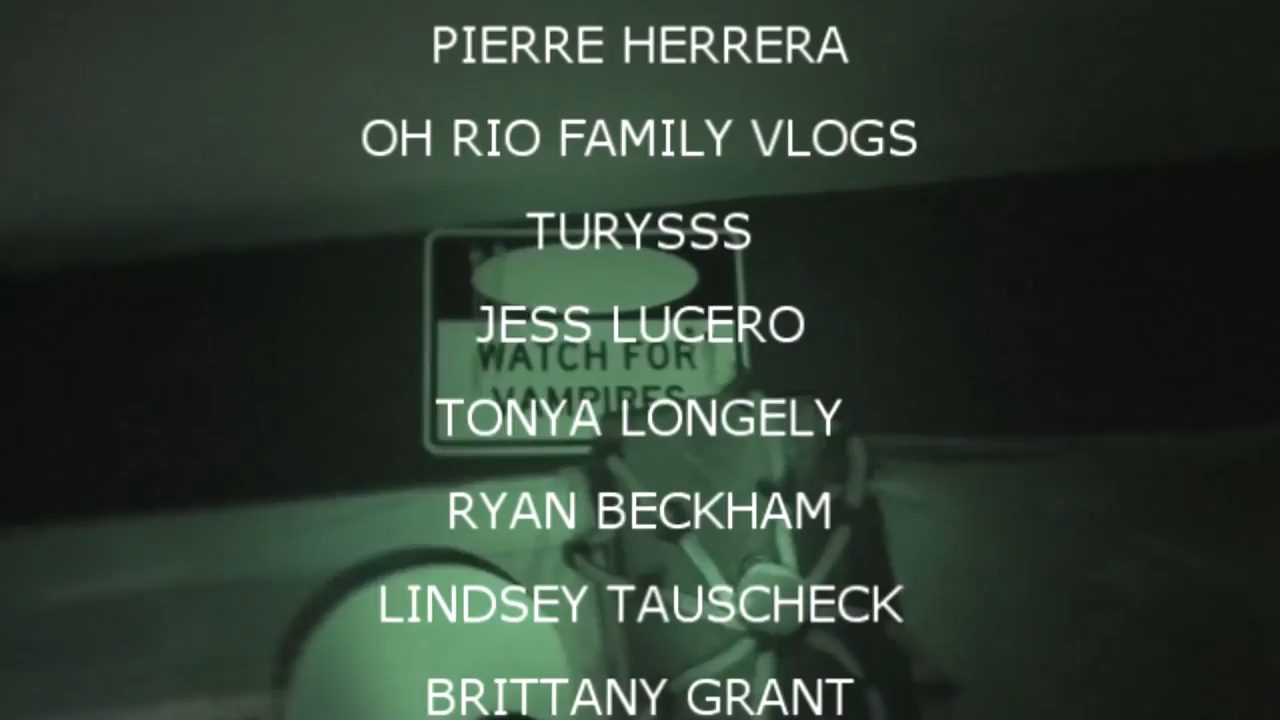 PIERRE HERRERA
OH RIO FAMILY VLOGS
TURYSSS
JESS LUCERO
WATCH FOR
VAMPIRES
TONYA LONGELY
RYAN BECKHAM
LINDSEY TAUSCHECK
BRITTANY GRANT